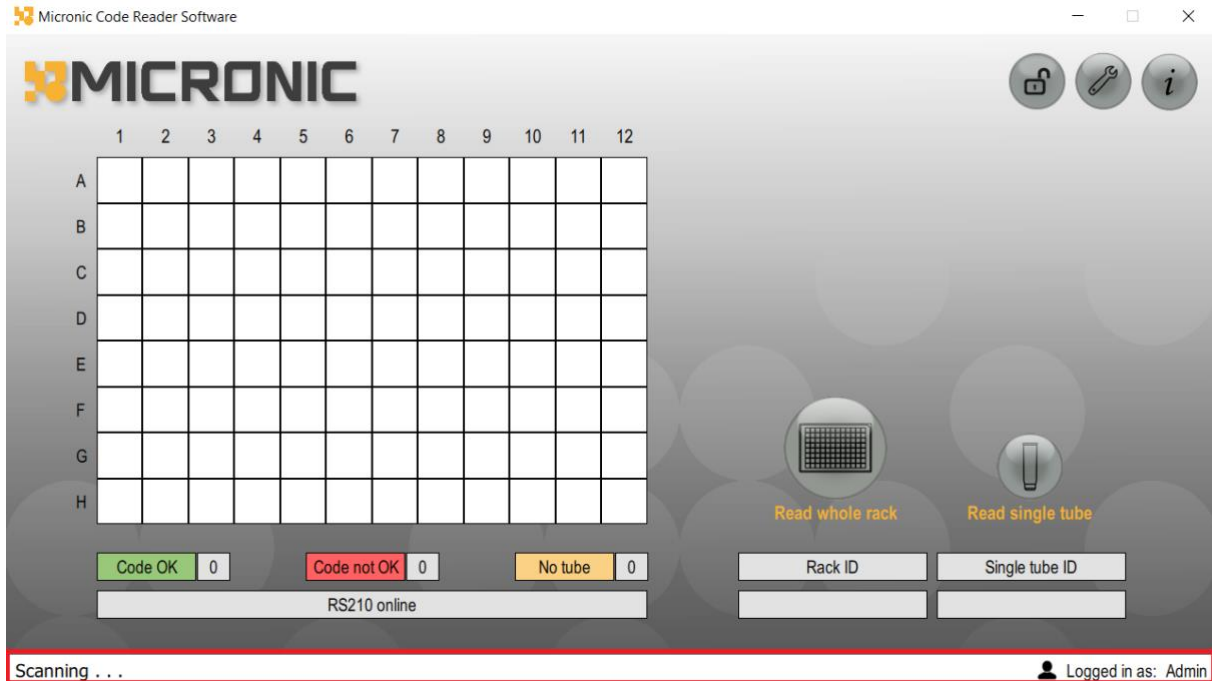 Micronic Code Reader Software
MICRONIC
i
1 2 3 4 5 6 7 8 9 10 11 12
A
B
C
D
E
F
G
H
Read whole rack Read single tube
Code OK 0 Code not OK 0 No tube 0 Rack ID Single tube ID
RS210 online
Scanning . . . Logged in as: Admin